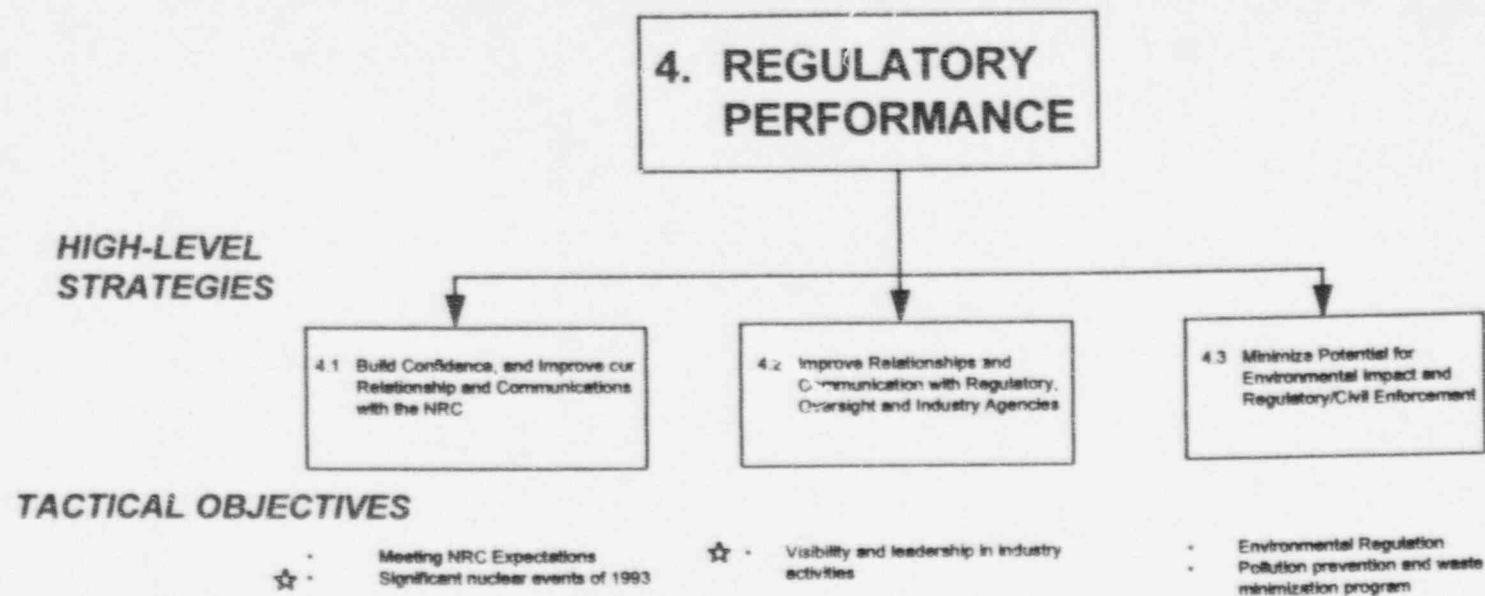 4. REGULATORY
PERFORMANCE
HIGH-LEVEL
STRATEGIES
4.1 Build Confidence, and Improve our
Relationship and Communications
with the NRC
4.2 Improve Relationships and
Communication with Regulatory,
Oversight and Industry Agencies
4.3 Minimize Potential for
Environmental Impact and
Regulatory/Civil Enforcement
TACTICAL OBJECTIVES
· Meeting NRC Expectations
☆ · Significant nuclear events of 1993
☆ · Visibility and leadership in industry
activities
· Environmental Regulation
· Pollution prevention and waste
minimization program